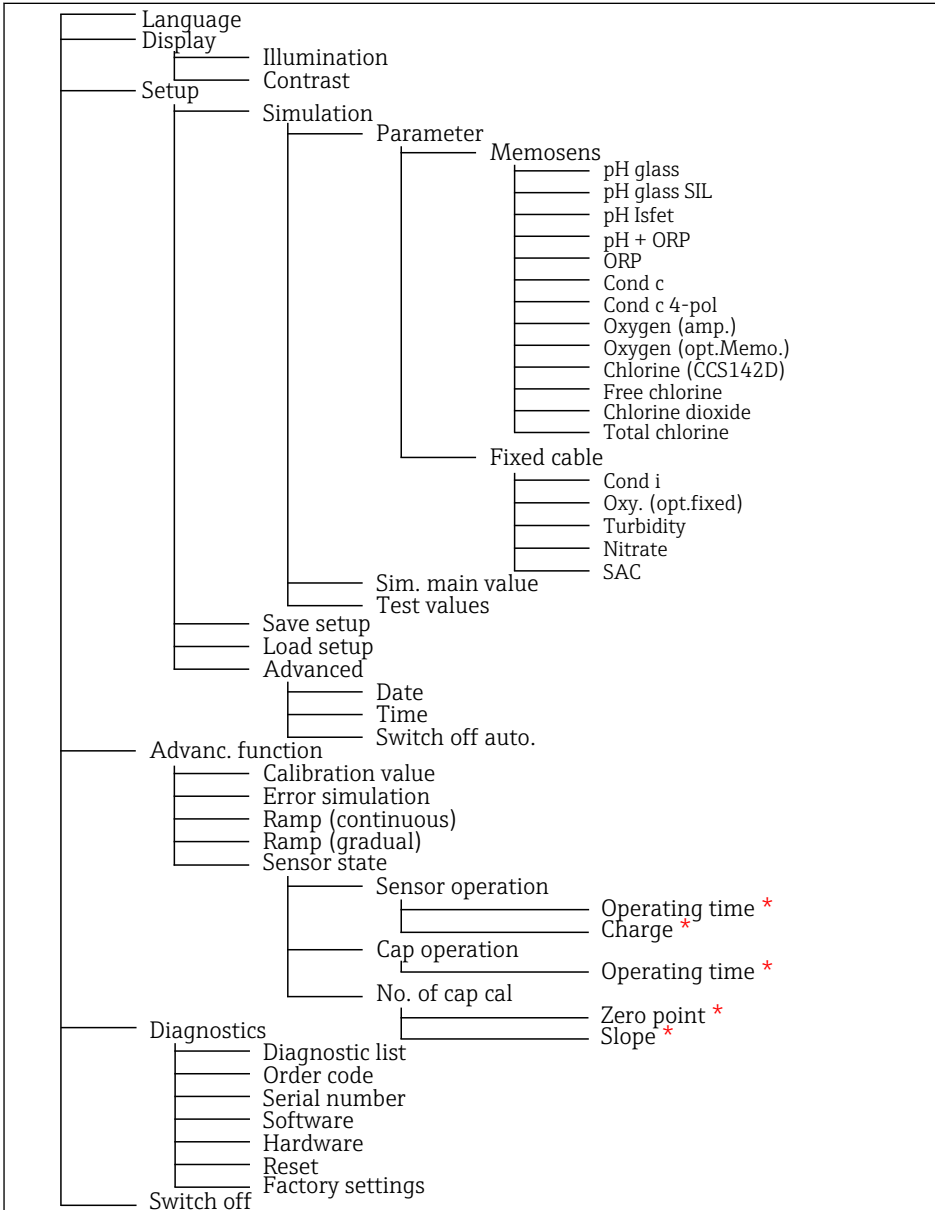 Language
Display
Illumination
Contrast
Setup
Simulation
Parameter
Memosens
pH glass
pH glass SIL
pH Isfet
pH + ORP
ORP
Cond c
Cond c 4-pol
Oxygen (amp.)
Oxygen (opt.Memo.)
Chlorine (CCS142D)
Free chlorine
Chlorine dioxide
Total chlorine
Fixed cable
Cond i
Oxy. (opt.fixed)
Turbidity
Nitrate
SAC
Sim. main value
Test values
Save setup
Load setup
Advanced
Date
Time
Switch off auto.
Advanc. function
Calibration value
Error simulation
Ramp (continuous)
Ramp (gradual)
Sensor state
Sensor operation
Operating time *
Charge *
Cap operation
Operating time *
No. of cap cal
Zero point *
Slope *
Diagnostics
Diagnostic list
Order code
Serial number
Software
Hardware
Reset
Factory settings
Switch off